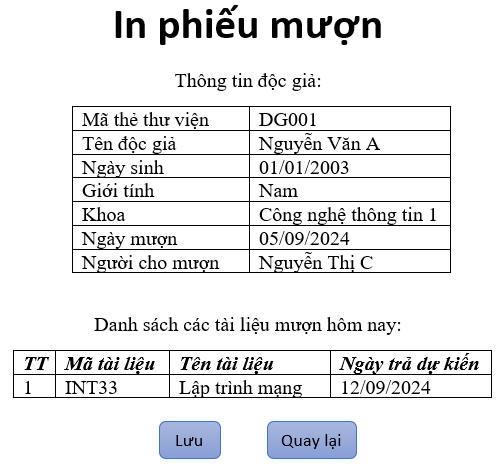 In phiếu mượn
Thông tin độc giả:
Mã thẻ thư viện DG001
Tên độc giả Nguyễn Văn A
Ngày sinh 01/01/2003
Giới tính Nam
Khoa Công nghệ thông tin 1
Ngày mượn 05/09/2024
Người cho mượn Nguyễn Thị C
Danh sách các tài liệu mượn hôm nay:
TT Mã tài liệu Tên tài liệu Ngày trả dự kiến
1 INT33 Lập trình mạng 12/09/2024
Lưu Quay lại